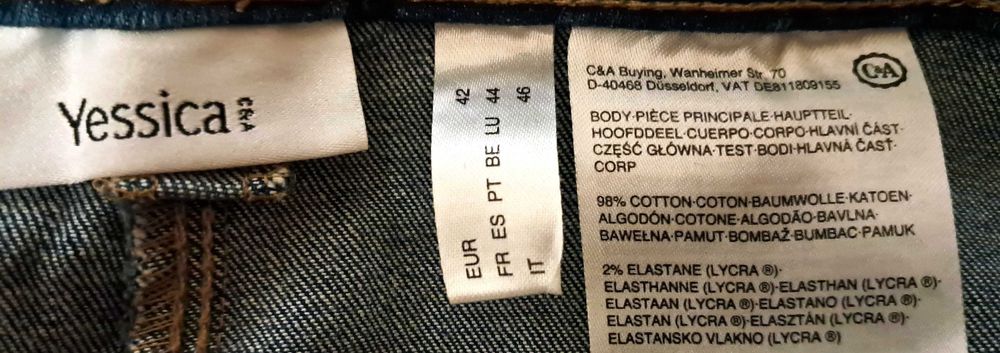 Yessica
C&A
EUR 42
FR ES PT BE LU 44
IT 46
C&A
C&A Buying, Wanheimer Str. 70
D-40468 Düsseldorf, VAT DE811809155
BODY·PIÈCE PRINCIPALE·HAUPTTEIL·
HOOFDDEEL·CUERPO·CORPO·HLAVNÍ ČÁST·
CZĘŚĆ GŁÓWNA·TEST·BODI·HLAVNÁ ČASŤ·
CORP
98% COTTON·COTON·BAUMWOLLE·KATOEN·
ALGODÓN·COTONE·ALGODÃO·BAVLNA·
BAWEŁNA·PAMUT·BOMBAŽ·BUMBAC·PAMUK
2% ELASTANE (LYCRA ®)·
ELASTHANNE (LYCRA ®)·ELASTHAN (LYCRA ®)·
ELASTAAN (LYCRA ®)·ELASTANO (LYCRA ®)·
ELASTAN (LYCRA ®)·ELASZTÁN (LYCRA ®)·
ELASTANSKO VLAKNO (LYCRA ®)·